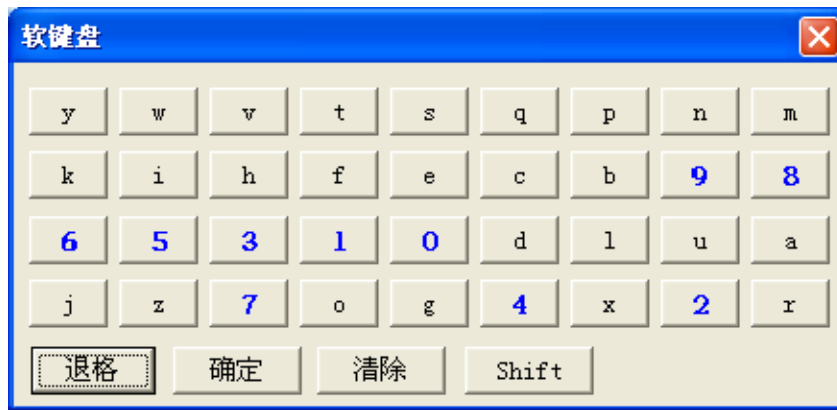 软键盘
y w v t s q p n m
k i h f e c b 9 8
6 5 3 1 0 d l u a
j z 7 o g 4 x 2 r
退格 确定 清除 Shift